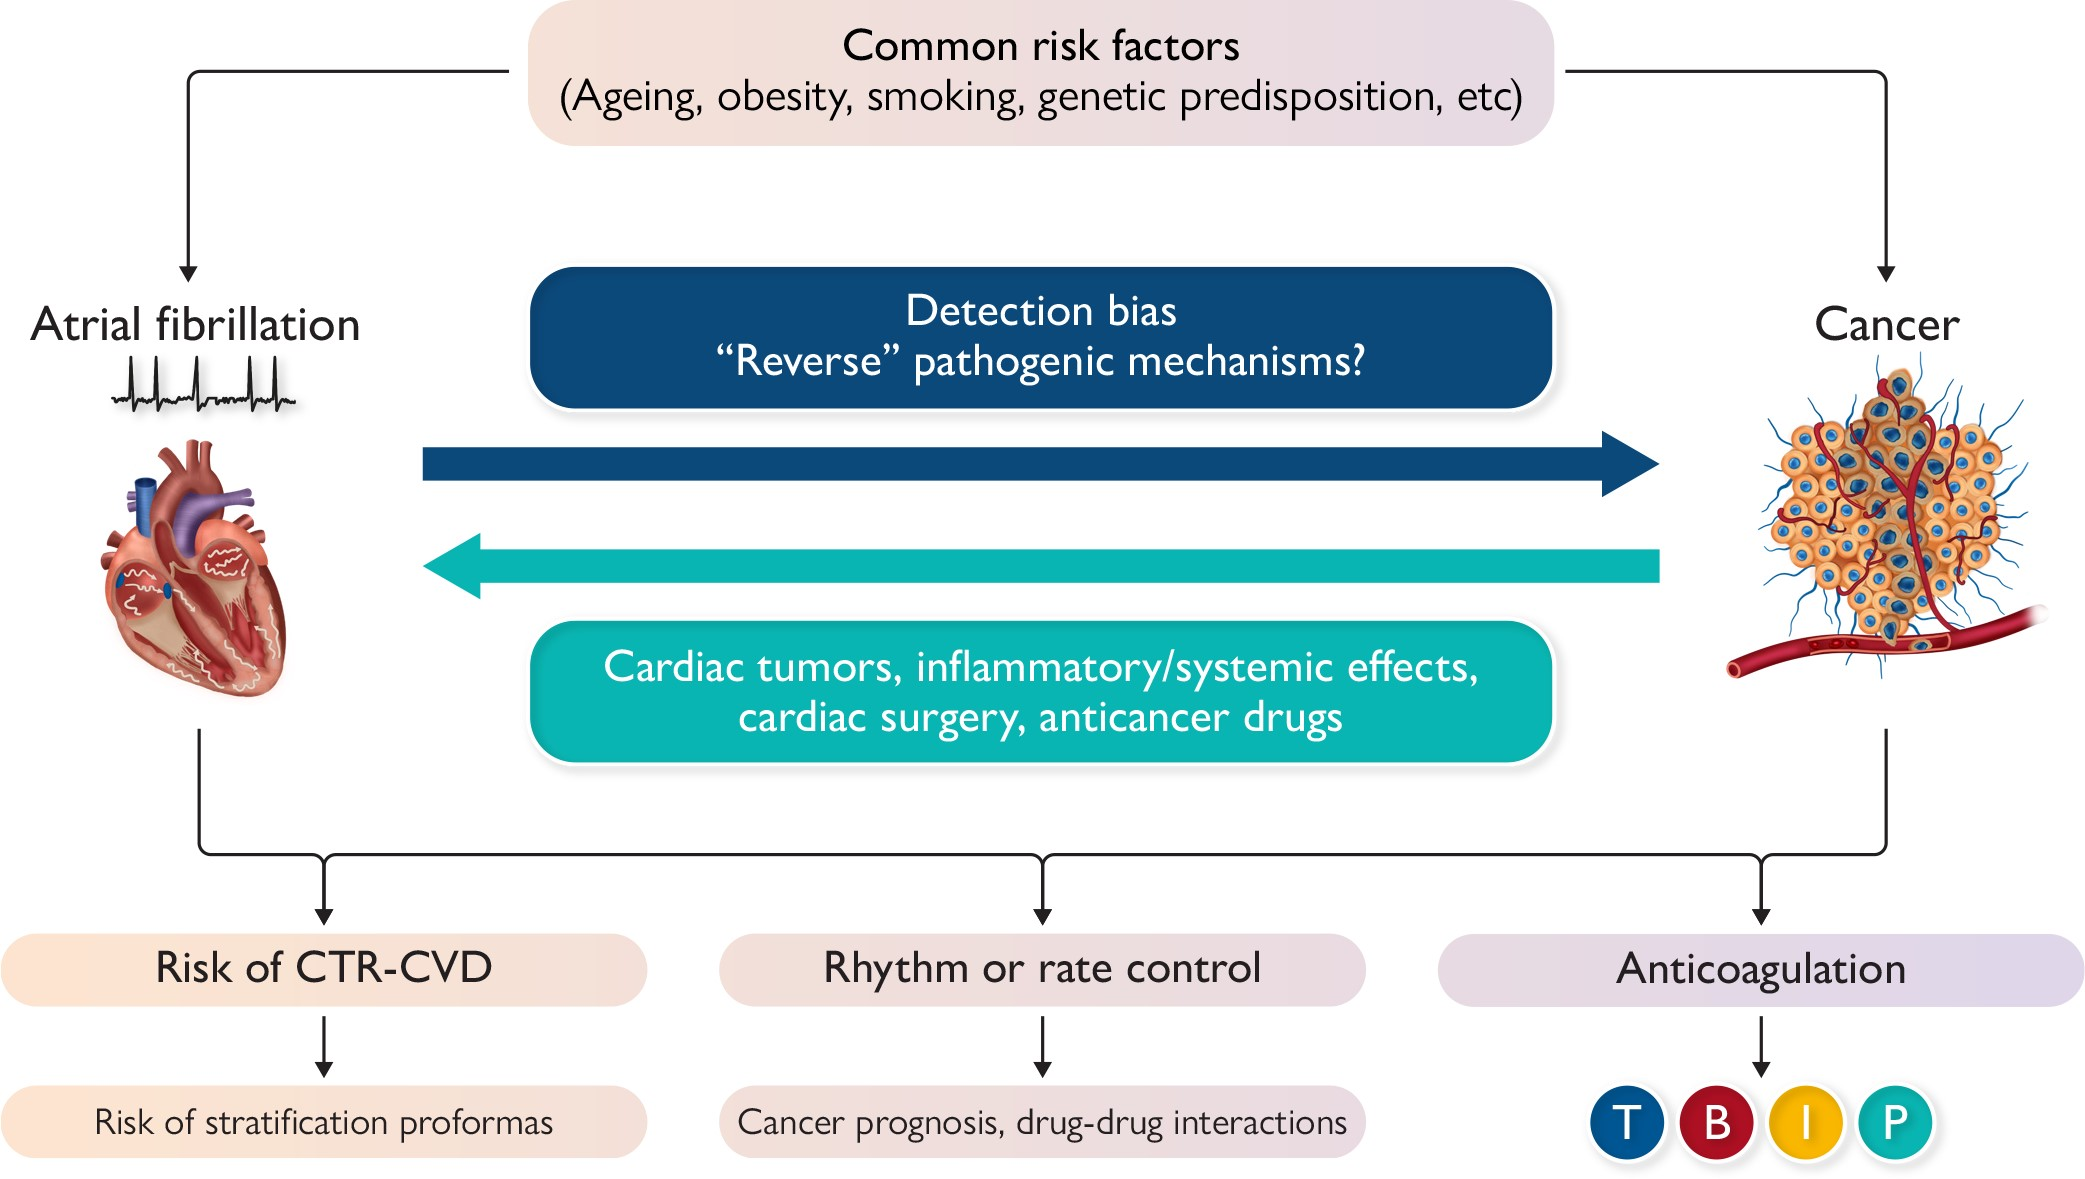 Common risk factors
(Ageing, obesity, smoking, genetic predisposition, etc)
Atrial fibrillation
Detection bias
“Reverse” pathogenic mechanisms?
Cancer
Cardiac tumors, inflammatory/systemic effects,
cardiac surgery, anticancer drugs
Risk of CTR-CVD
Rhythm or rate control
Anticoagulation
Risk of stratification proformas
Cancer prognosis, drug-drug interactions
T B I P